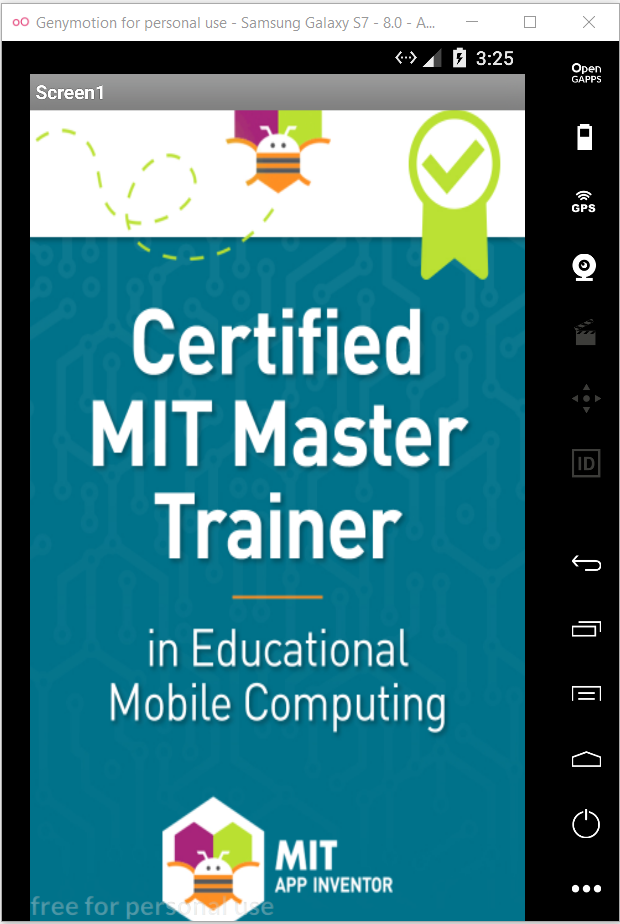 Genymotion for personal use - Samsung Galaxy S7 - 8.0 - A...
3:25
Open
GAPPS
Screen1
GPS
Certified
MIT Master
Trainer
ID
in Educational
Mobile Computing
MIT
APP INVENTOR
free for personal use